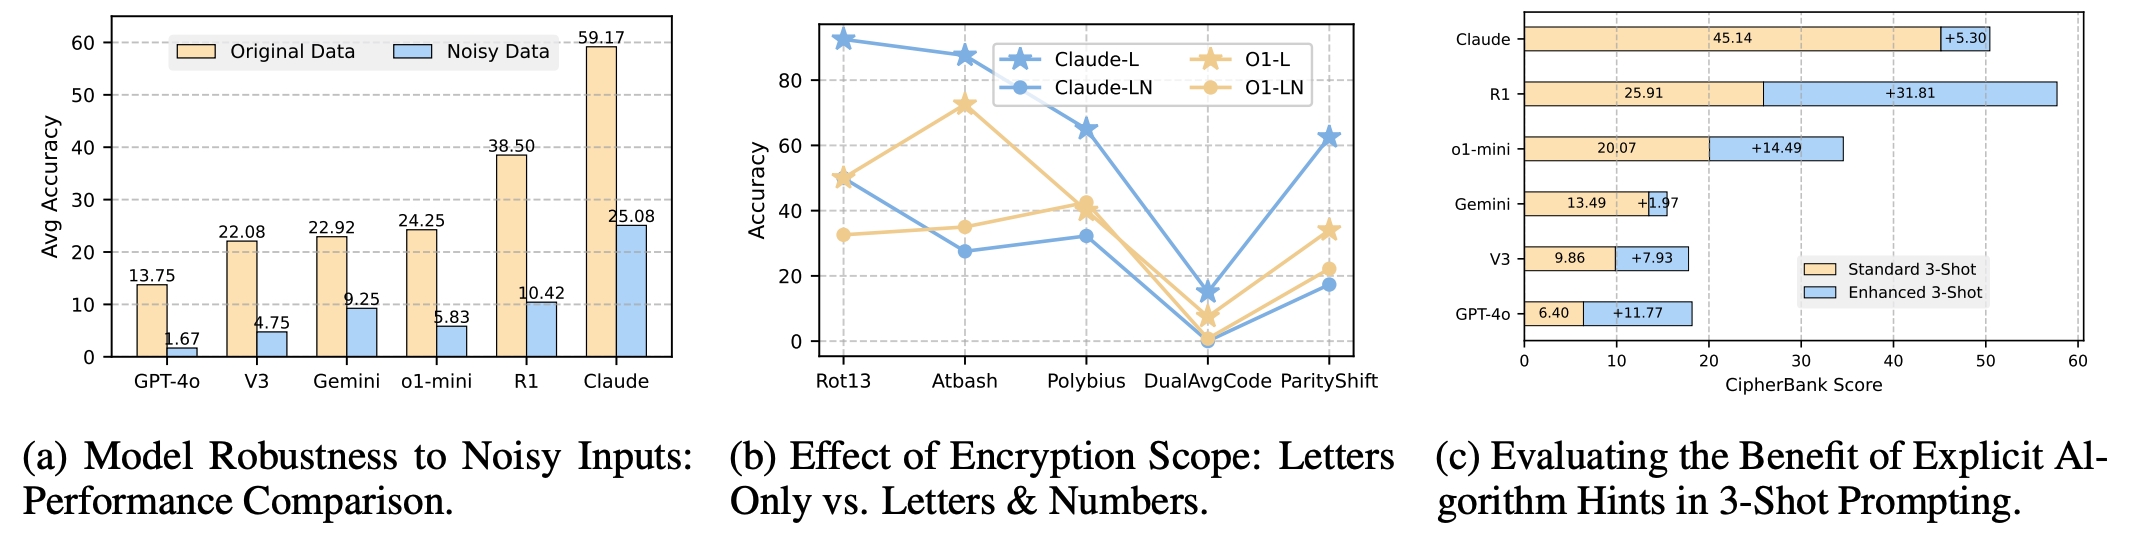 60
50
40
30
20
10
0
Avg Accuracy
Original Data
Noisy Data
13.75
1.67
22.08
4.75
22.92
9.25
24.25
5.83
38.50
10.42
59.17
25.08
GPT-4o V3 Gemini o1-mini R1 Claude
(a) Model Robustness to Noisy Inputs:
Performance Comparison.
80
60
40
20
0
Accuracy
Claude-L O1-L
Claude-LN O1-LN
Rot13 Atbash Polybius DualAvgCode ParityShift
(b) Effect of Encryption Scope: Letters
Only vs. Letters & Numbers.
Claude 45.14 +5.30
R1 25.91 +31.81
o1-mini 20.07 +14.49
Gemini 13.49 +1.97
V3 9.86 +7.93
GPT-4o 6.40 +11.77
Standard 3-Shot
Enhanced 3-Shot
0 10 20 30 40 50 60
CipherBank Score
(c) Evaluating the Benefit of Explicit Al-
gorithm Hints in 3-Shot Prompting.